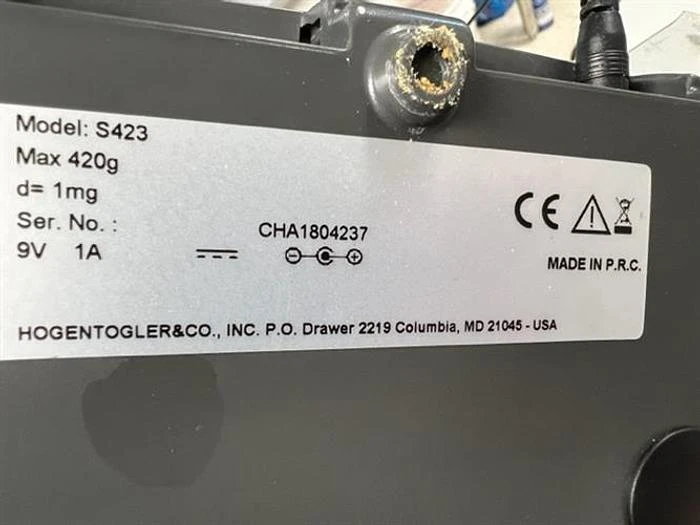 Model: S423
Max 420g
d= 1mg
Ser. No. :
CHA1804237
9V 1A
CE
MADE IN P.R.C.
HOGENTOGLER&CO., INC. P.O. Drawer 2219 Columbia, MD 21045 - USA